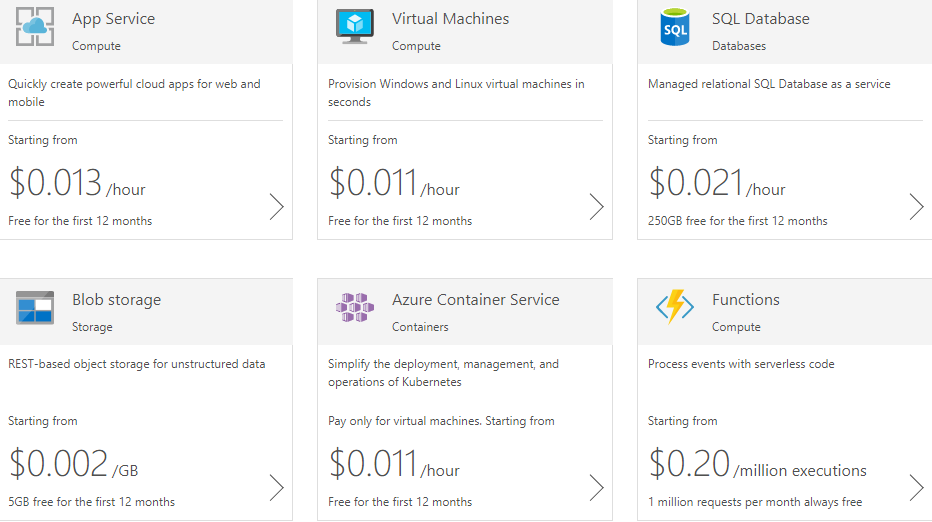 App Service
Compute
Quickly create powerful cloud apps for web and
mobile
Starting from
$0.013 /hour
Free for the first 12 months
Virtual Machines
Compute
Provision Windows and Linux virtual machines in
seconds
Starting from
$0.011 /hour
Free for the first 12 months
SQL
SQL Database
Databases
Managed relational SQL Database as a service
Starting from
$0.021 /hour
250GB free for the first 12 months
Blob storage
Storage
REST-based object storage for unstructured data
Starting from
$0.002 /GB
5GB free for the first 12 months
Azure Container Service
Containers
Simplify the deployment, management, and
operations of Kubernetes
Pay only for virtual machines. Starting from
$0.011 /hour
Free for the first 12 months
Functions
Compute
Process events with serverless code
Starting from
$0.20 /million executions
1 million requests per month always free